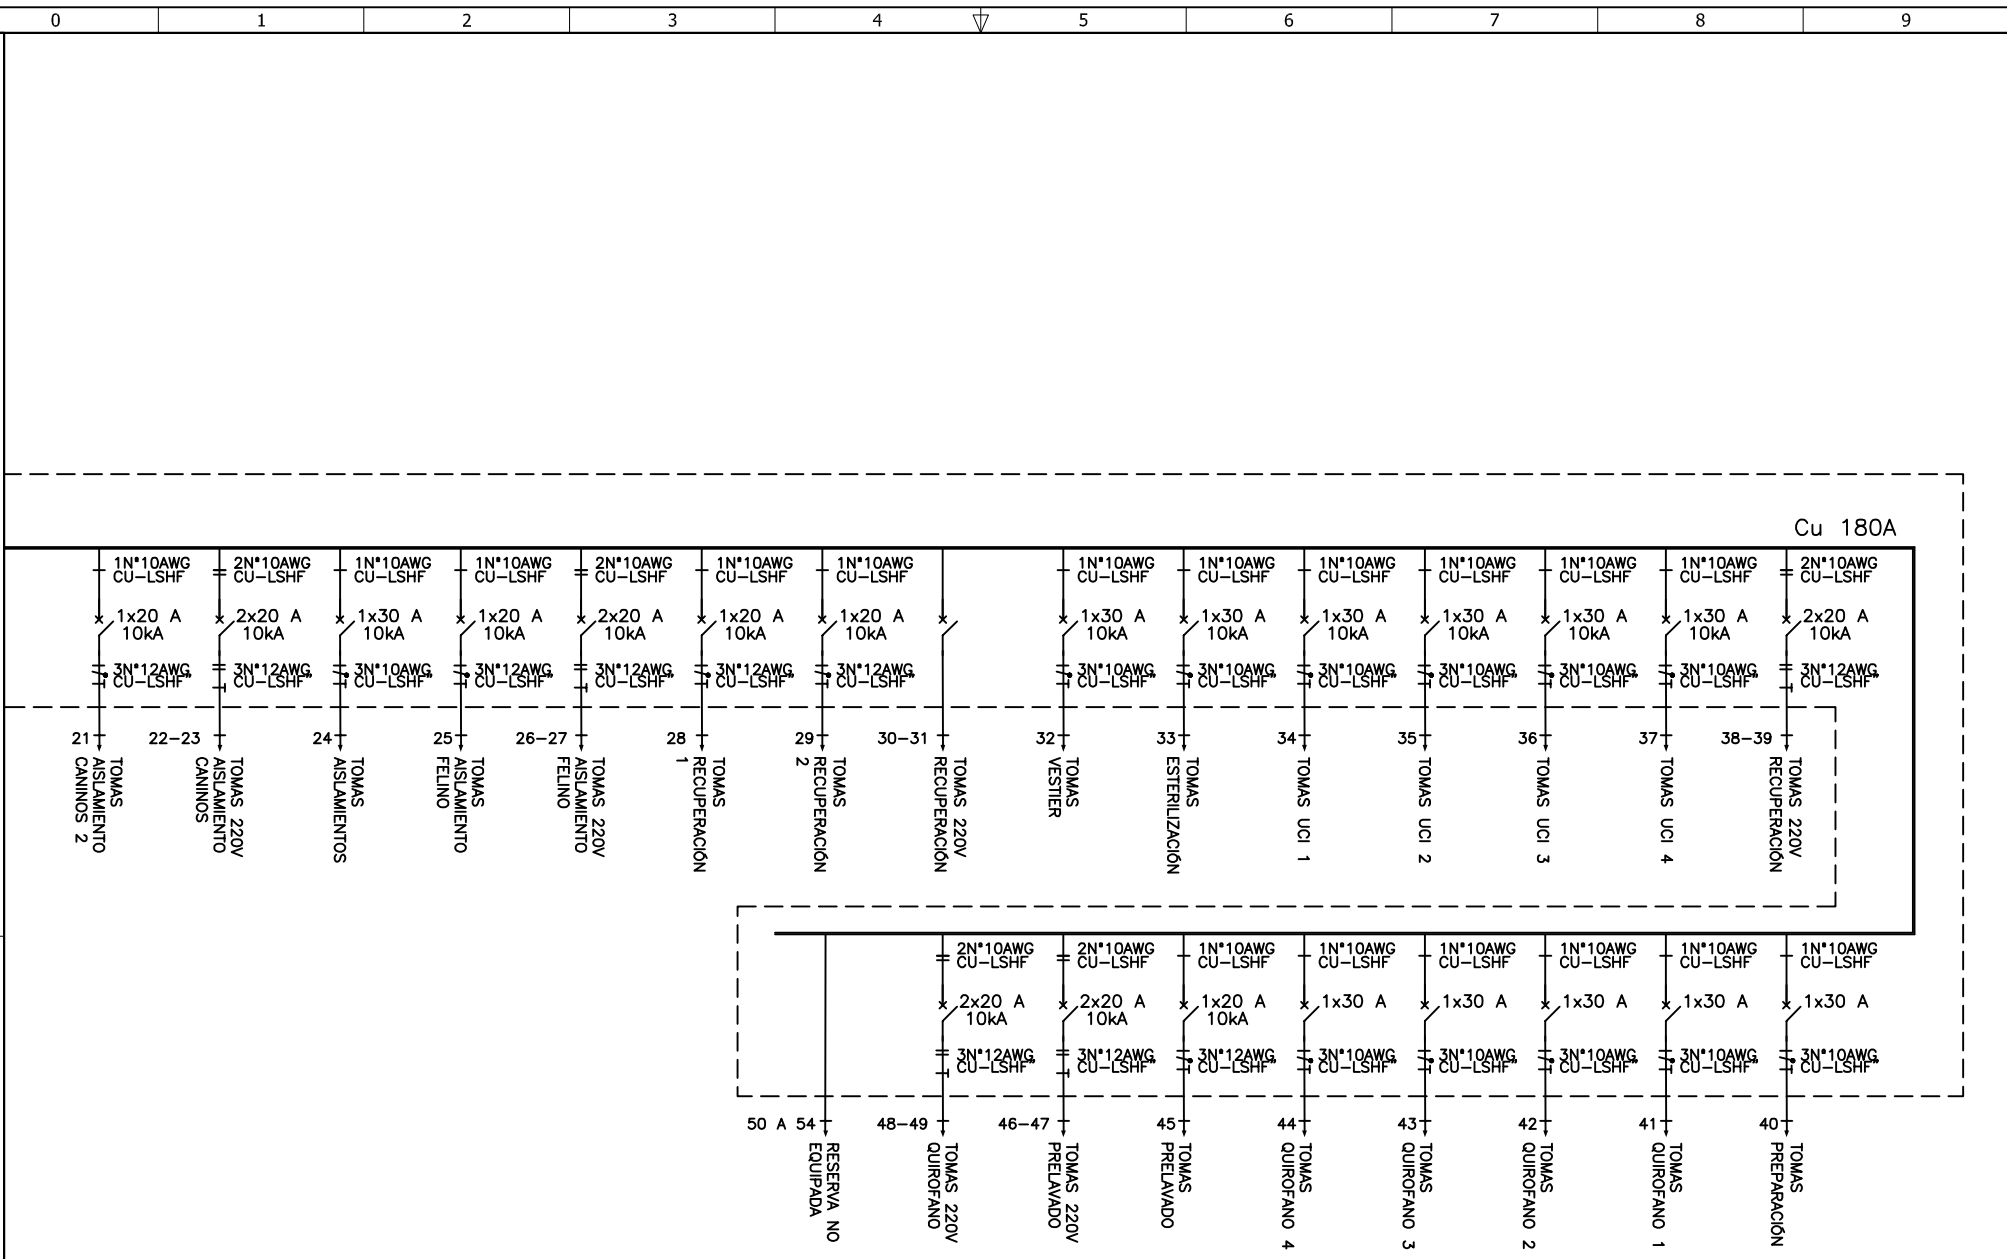 0 1 2 3 4 5 6 7 8 9
Cu 180A
1N°10AWG
CU-LSHF
1x20 A
10kA
3N°12AWG
CU-LSHF"
21
TOMAS
AISLAMIENTO
CANINOS 2
2N°10AWG
CU-LSHF
2x20 A
10kA
3N°12AWG
CU-LSHF"
22-23
TOMAS 220V
AISLAMIENTO
CANINOS
1N°10AWG
CU-LSHF
1x30 A
10kA
3N°10AWG
CU-LSHF"
24
TOMAS
AISLAMIENTOS
1N°10AWG
CU-LSHF
1x20 A
10kA
3N°12AWG
CU-LSHF"
25
TOMAS
AISLAMIENTO
FELINO
2N°10AWG
CU-LSHF
2x20 A
10kA
3N°12AWG
CU-LSHF"
26-27
TOMAS 220V
AISLAMIENTO
FELINO
1N°10AWG
CU-LSHF
1x20 A
10kA
3N°12AWG
CU-LSHF"
28
TOMAS
RECUPERACIÓN
1
1N°10AWG
CU-LSHF
1x20 A
10kA
3N°12AWG
CU-LSHF"
29
TOMAS
RECUPERACIÓN
2
30-31
TOMAS 220V
RECUPERACIÓN
1N°10AWG
CU-LSHF
1x30 A
10kA
3N°10AWG
CU-LSHF"
32
TOMAS
VESTIER
1N°10AWG
CU-LSHF
1x30 A
10kA
3N°10AWG
CU-LSHF"
33
TOMAS
ESTERILIZACIÓN
1N°10AWG
CU-LSHF
1x30 A
10kA
3N°10AWG
CU-LSHF"
34
TOMAS UCI 1
1N°10AWG
CU-LSHF
1x30 A
10kA
3N°10AWG
CU-LSHF"
35
TOMAS UCI 2
1N°10AWG
CU-LSHF
1x30 A
10kA
3N°10AWG
CU-LSHF"
36
TOMAS UCI 3
1N°10AWG
CU-LSHF
1x30 A
10kA
3N°10AWG
CU-LSHF"
37
TOMAS UCI 4
2N°10AWG
CU-LSHF
2x20 A
10kA
3N°12AWG
CU-LSHF"
38-39
TOMAS 220V
RECUPERACIÓN
50 A 54
RESERVA NO
EQUIPADA
2N°10AWG
CU-LSHF
2x20 A
10kA
3N°12AWG
CU-LSHF"
48-49
TOMAS 220V
QUIROFANO
2N°10AWG
CU-LSHF
2x20 A
10kA
3N°12AWG
CU-LSHF"
46-47
TOMAS 220V
PRELAVADO
1N°10AWG
CU-LSHF
1x20 A
10kA
3N°12AWG
CU-LSHF"
45
TOMAS
PRELAVADO
1N°10AWG
CU-LSHF
1x30 A
3N°10AWG
CU-LSHF"
44
TOMAS
QUIROFANO 4
1N°10AWG
CU-LSHF
1x30 A
3N°10AWG
CU-LSHF"
43
TOMAS
QUIROFANO 3
1N°10AWG
CU-LSHF
1x30 A
3N°10AWG
CU-LSHF"
42
TOMAS
QUIROFANO 2
1N°10AWG
CU-LSHF
1x30 A
3N°10AWG
CU-LSHF"
41
TOMAS
QUIROFANO 1
1N°10AWG
CU-LSHF
1x30 A
3N°10AWG
CU-LSHF"
40
TOMAS
PREPARACIÓN